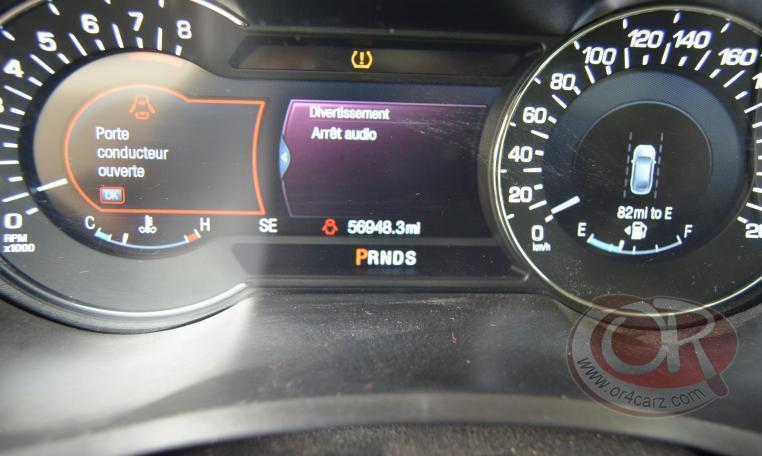 4 5 6 7 8
0
RPM
x1000
C H
Porte
conducteur
ouverte
OK
Divertissement
Arrêt audio
SE
56948.3mi
PRNDS
0 20 40 60 80 100 120 140 160
km/h
82mi to E
E F
OR
www.or4carz.com